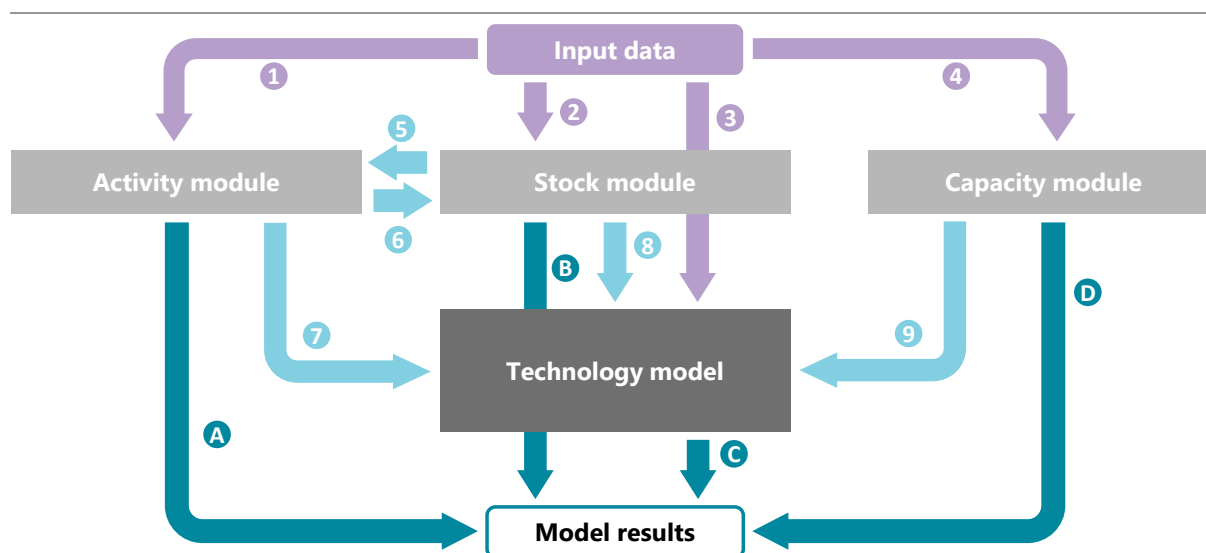 Input data
1
4
2
3
5
Activity module
Stock module
Capacity module
6
8
B
D
7
9
Technology model
A
C
Model results